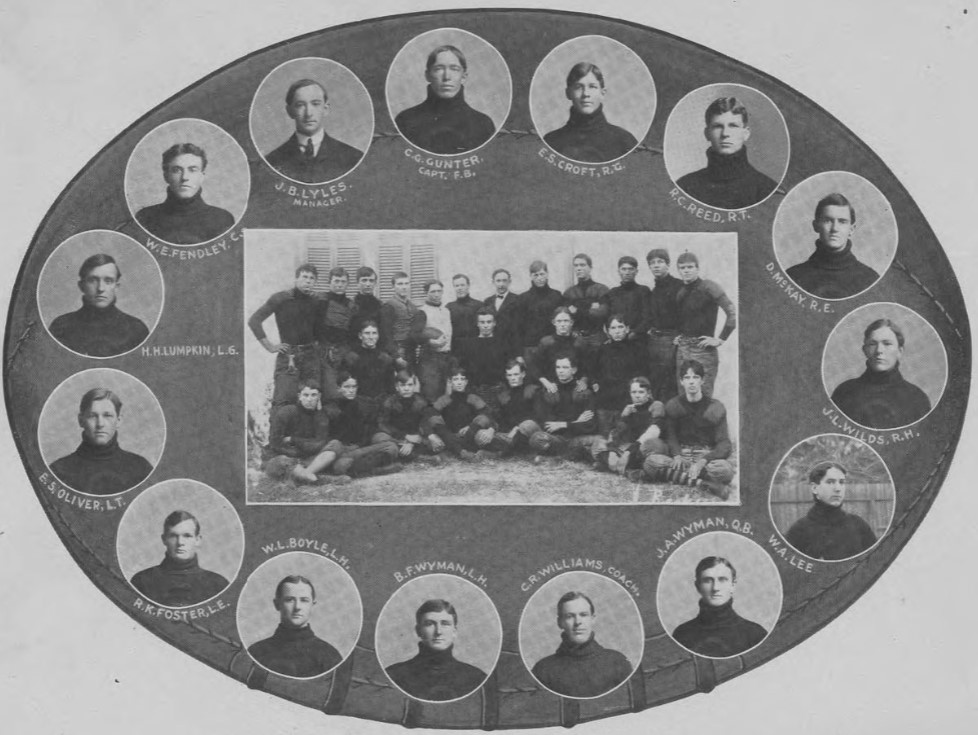 C.G. GUNTER.
CAPT. F.B.
E.S. CROFT, R.G.
R.C. REED, R.T.
D. McKAY, R.E.
J.L. WILDS, R.H.
W.A. LEE
J.A. WYMAN, Q.B.
C.R. WILLIAMS, COACH,
B.F. WYMAN, L.H.
W.L. BOYLE, L.H.
R.K. FOSTER, L.E.
E.S. OLIVER, L.T.
H.H. LUMPKIN, L.G.
W.E. FENDLEY, C.
J.B. LYLES.
MANAGER.